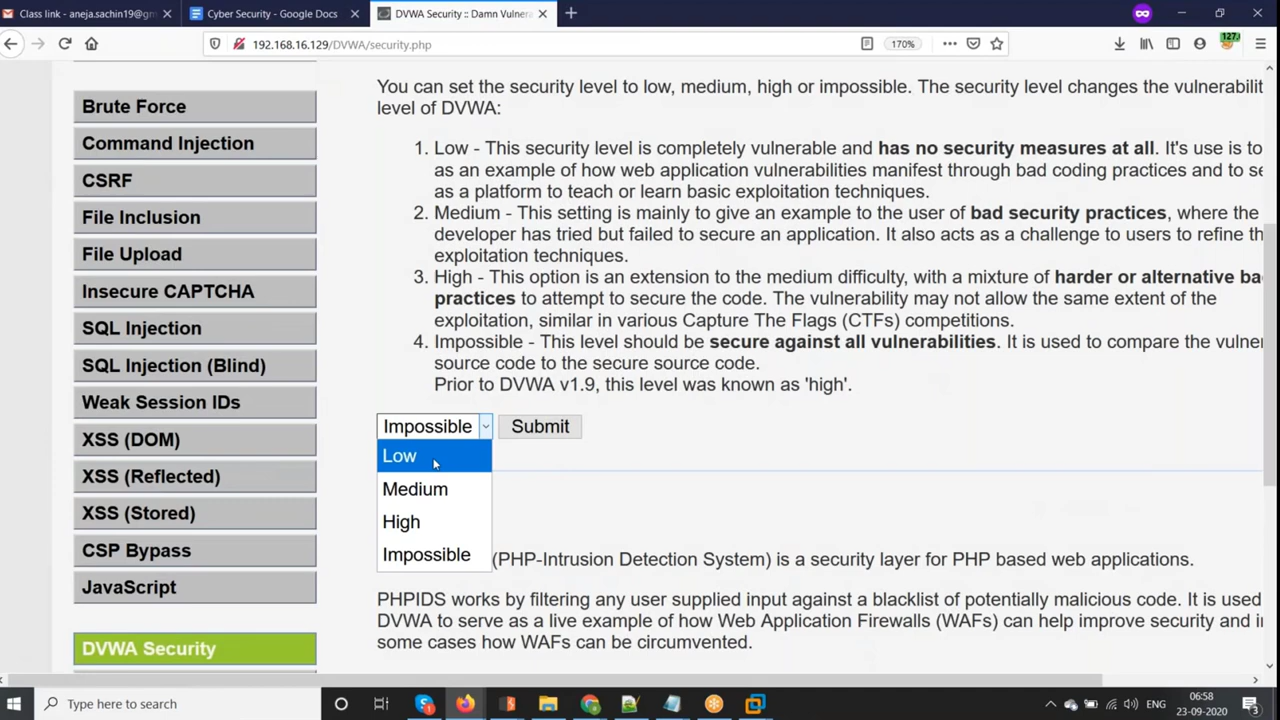 Class link - aneja.sachin19@gm
Cyber Security - Google Docs
DVWA Security :: Damn Vulnera
192.168.16.129/DVWA/security.php
170%
127.
Brute Force
Command Injection
CSRF
File Inclusion
File Upload
Insecure CAPTCHA
SQL Injection
SQL Injection (Blind)
Weak Session IDs
XSS (DOM)
XSS (Reflected)
XSS (Stored)
CSP Bypass
JavaScript
DVWA Security
You can set the security level to low, medium, high or impossible. The security level changes the vulnerabilit
level of DVWA:
1. Low - This security level is completely vulnerable and has no security measures at all. It's use is to
as an example of how web application vulnerabilities manifest through bad coding practices and to se
as a platform to teach or learn basic exploitation techniques.
2. Medium - This setting is mainly to give an example to the user of bad security practices, where the
developer has tried but failed to secure an application. It also acts as a challenge to users to refine th
exploitation techniques.
3. High - This option is an extension to the medium difficulty, with a mixture of harder or alternative ba
practices to attempt to secure the code. The vulnerability may not allow the same extent of the
exploitation, similar in various Capture The Flags (CTFs) competitions.
4. Impossible - This level should be secure against all vulnerabilities. It is used to compare the vulner
source code to the secure source code.
Prior to DVWA v1.9, this level was known as 'high'.
Impossible
Submit
Low
Medium
High
Impossible
(PHP-Intrusion Detection System) is a security layer for PHP based web applications.
PHPIDS works by filtering any user supplied input against a blacklist of potentially malicious code. It is used
DVWA to serve as a live example of how Web Application Firewalls (WAFs) can help improve security and in
some cases how WAFs can be circumvented.
Type here to search
ENG
06:58
23-09-2020
3